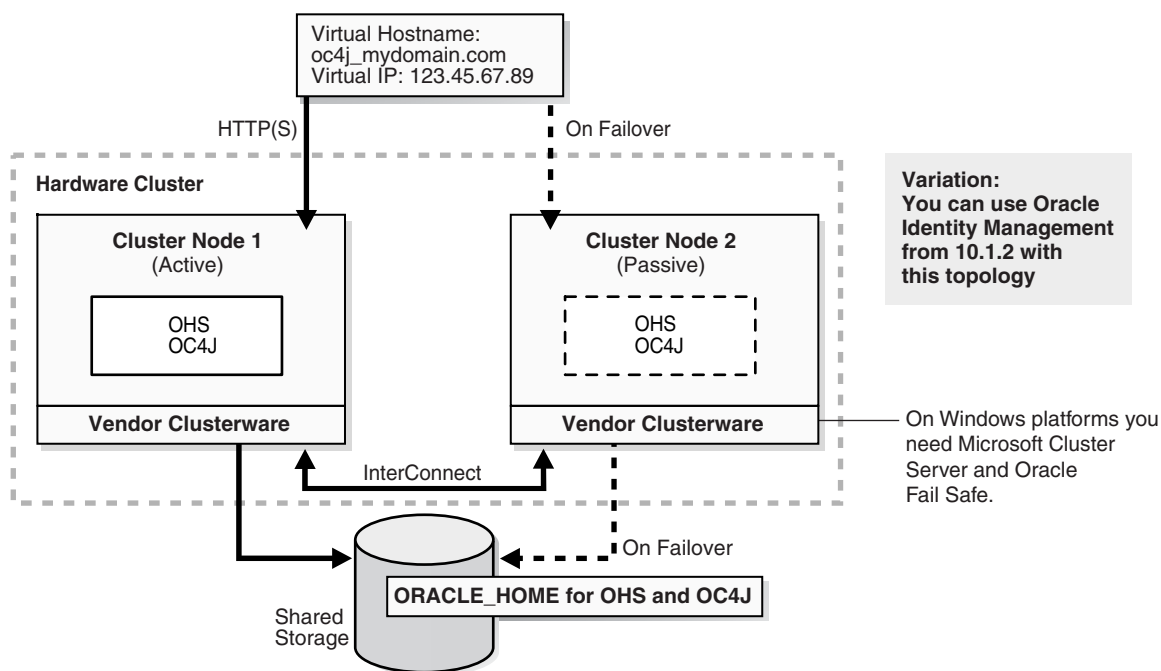 Virtual Hostname:
oc4j_mydomain.com
Virtual IP: 123.45.67.89
HTTP(S)
On Failover
Hardware Cluster
Cluster Node 1
(Active)
OHS
OC4J
Vendor Clusterware
Cluster Node 2
(Passive)
OHS
OC4J
Vendor Clusterware
Variation:
You can use Oracle
Identity Management
from 10.1.2 with
this topology
On Windows platforms you
need Microsoft Cluster
Server and Oracle
Fail Safe.
InterConnect
On Failover
ORACLE_HOME for OHS and OC4J
Shared
Storage